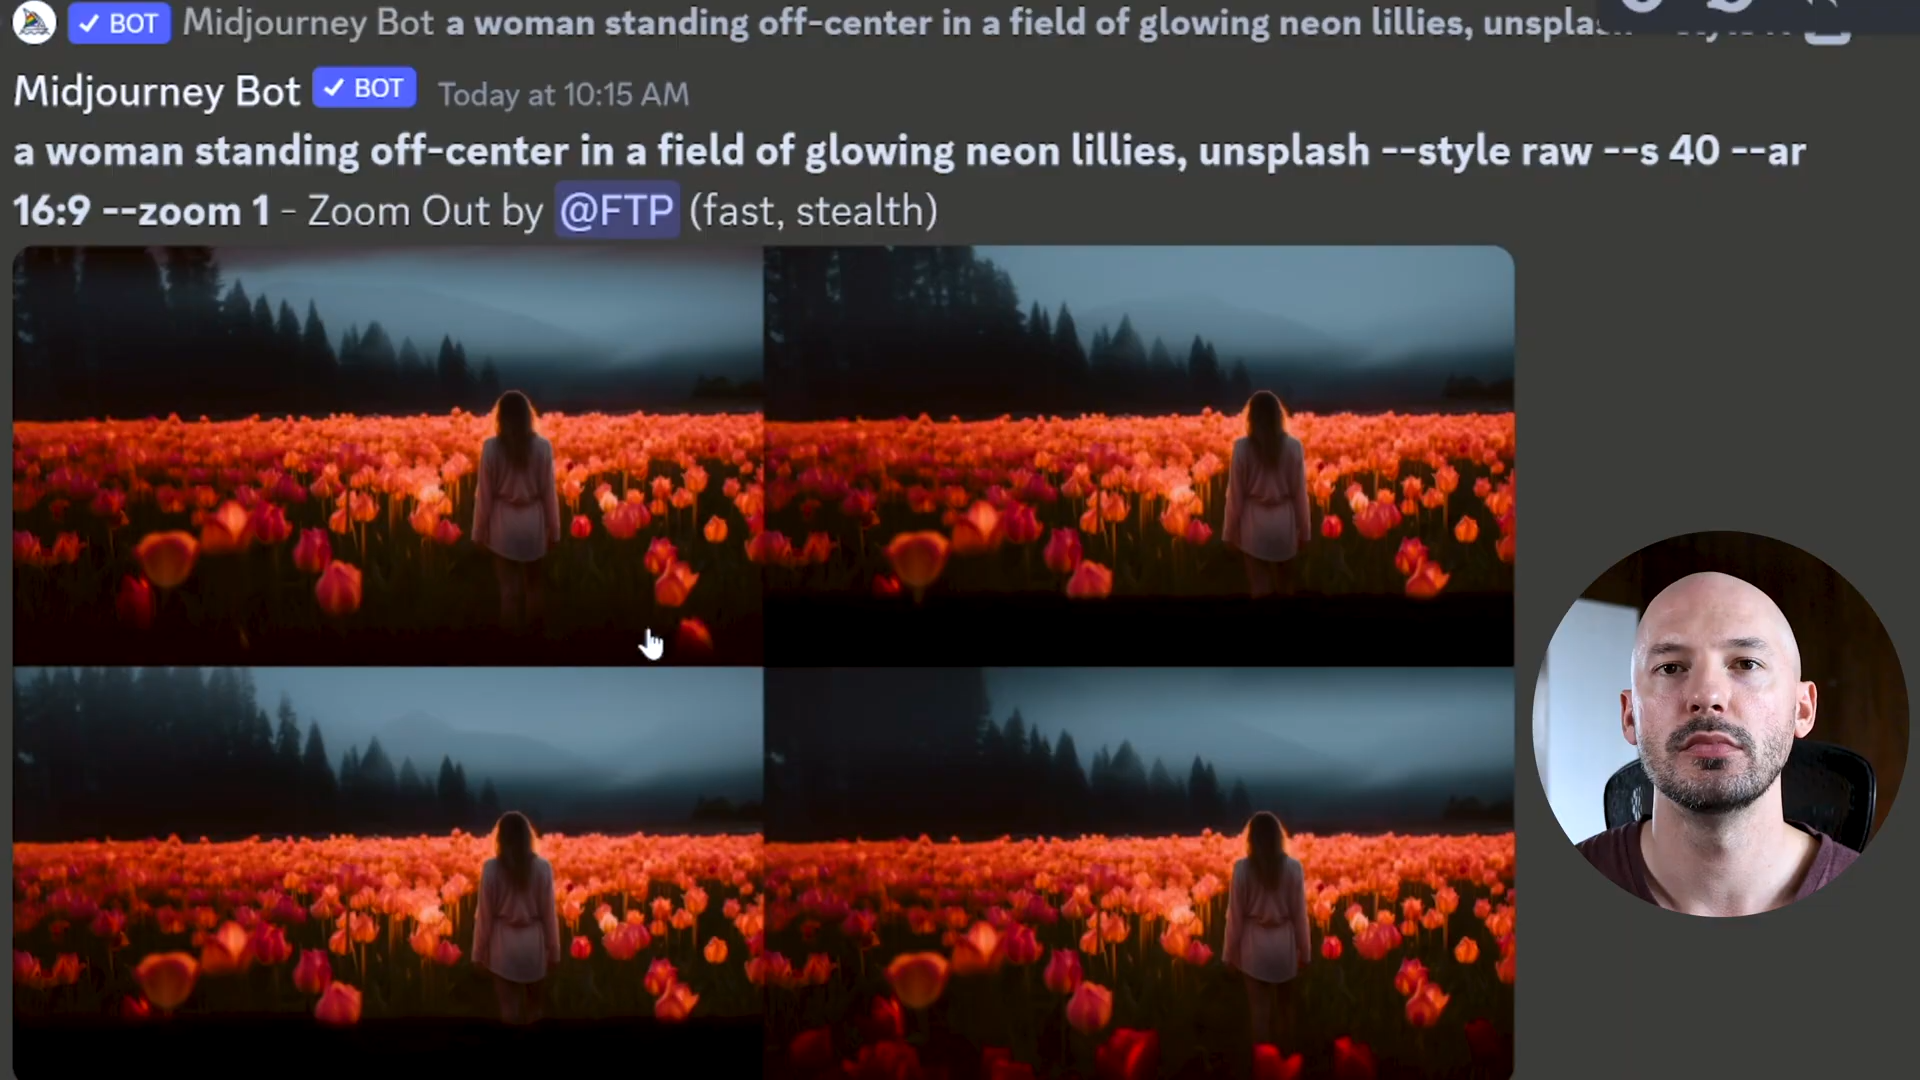 BOT Midjourney Bot a woman standing off-center in a field of glowing neon lillies, unsplas
Midjourney Bot BOT Today at 10:15 AM
a woman standing off-center in a field of glowing neon lillies, unsplash --style raw --s 40 --ar
16:9 --zoom 1 - Zoom Out by @FTP (fast, stealth)